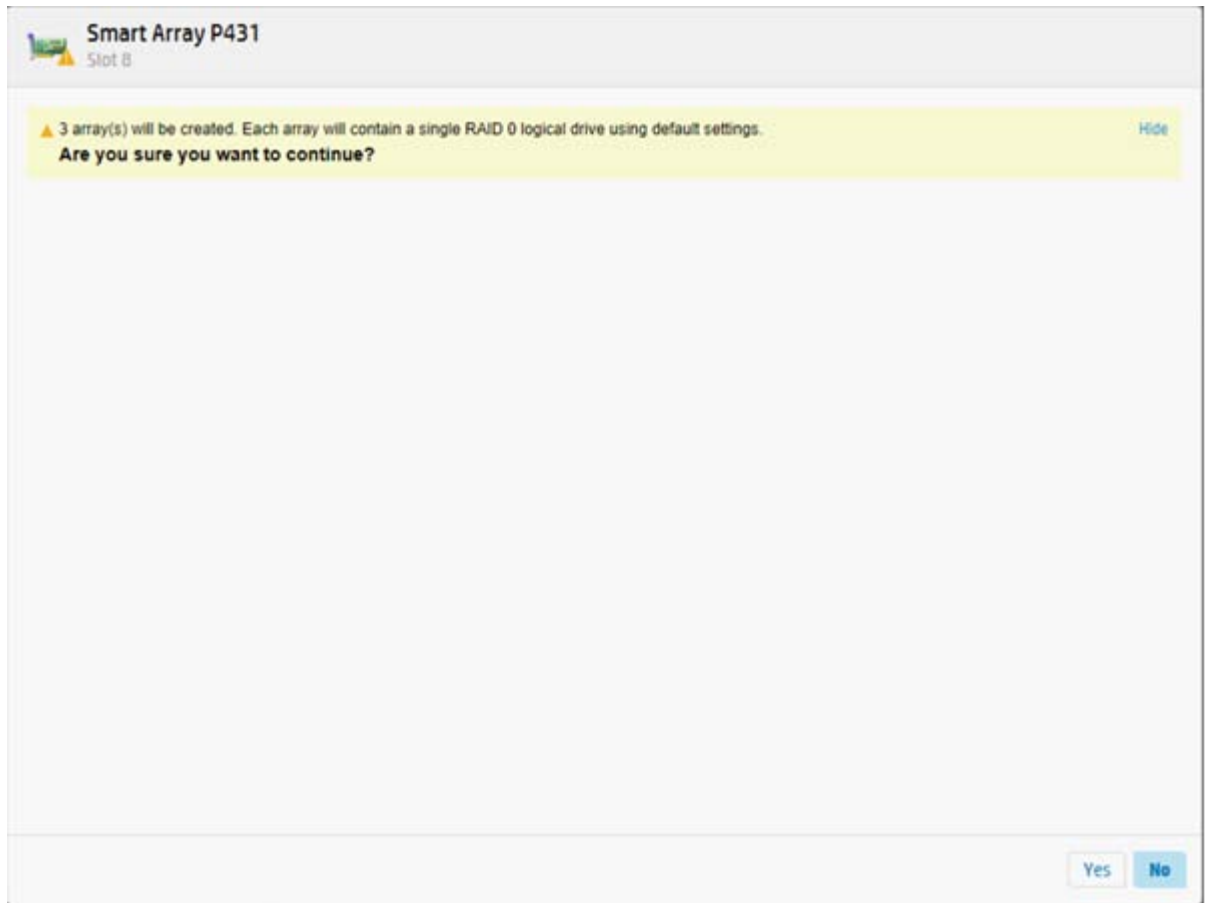 Smart Array P431
Slot 8
3 array(s) will be created. Each array will contain a single RAID 0 logical drive using default settings.
Hide
Are you sure you want to continue?
Yes
No